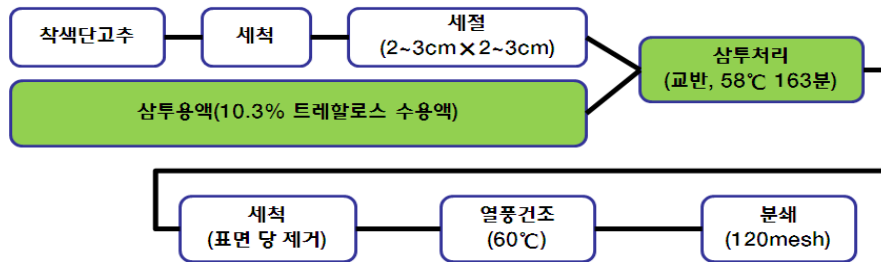 착색단고추
세척
세절
(2~3cm×2~3cm)
삼투용액(10.3% 트레할로스 수용액)
삼투처리
(교반, 58℃ 163분)
세척
(표면 당 제거)
열풍건조
(60℃)
분쇄
(120mesh)